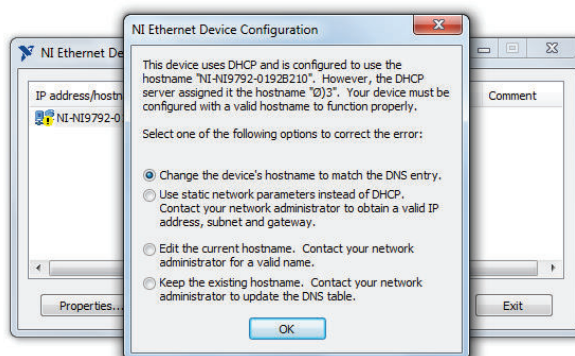 NI Ethernet Device Configuration
NI Ethernet De
This device uses DHCP and is configured to use the
hostname "NI-NI9792-0192B210". However, the DHCP
server assigned it the hostname "Ø)3". Your device must be
configured with a valid hostname to function properly.
IP address/hostn
Comment
NI-NI9792-01
Select one of the following options to correct the error:
Change the device's hostname to match the DNS entry.
Use static network parameters instead of DHCP.
Contact your network administrator to obtain a valid IP
address, subnet and gateway.
Edit the current hostname. Contact your network
administrator for a valid name.
Keep the existing hostname. Contact your network
administrator to update the DNS table.
Properties...
Exit
OK